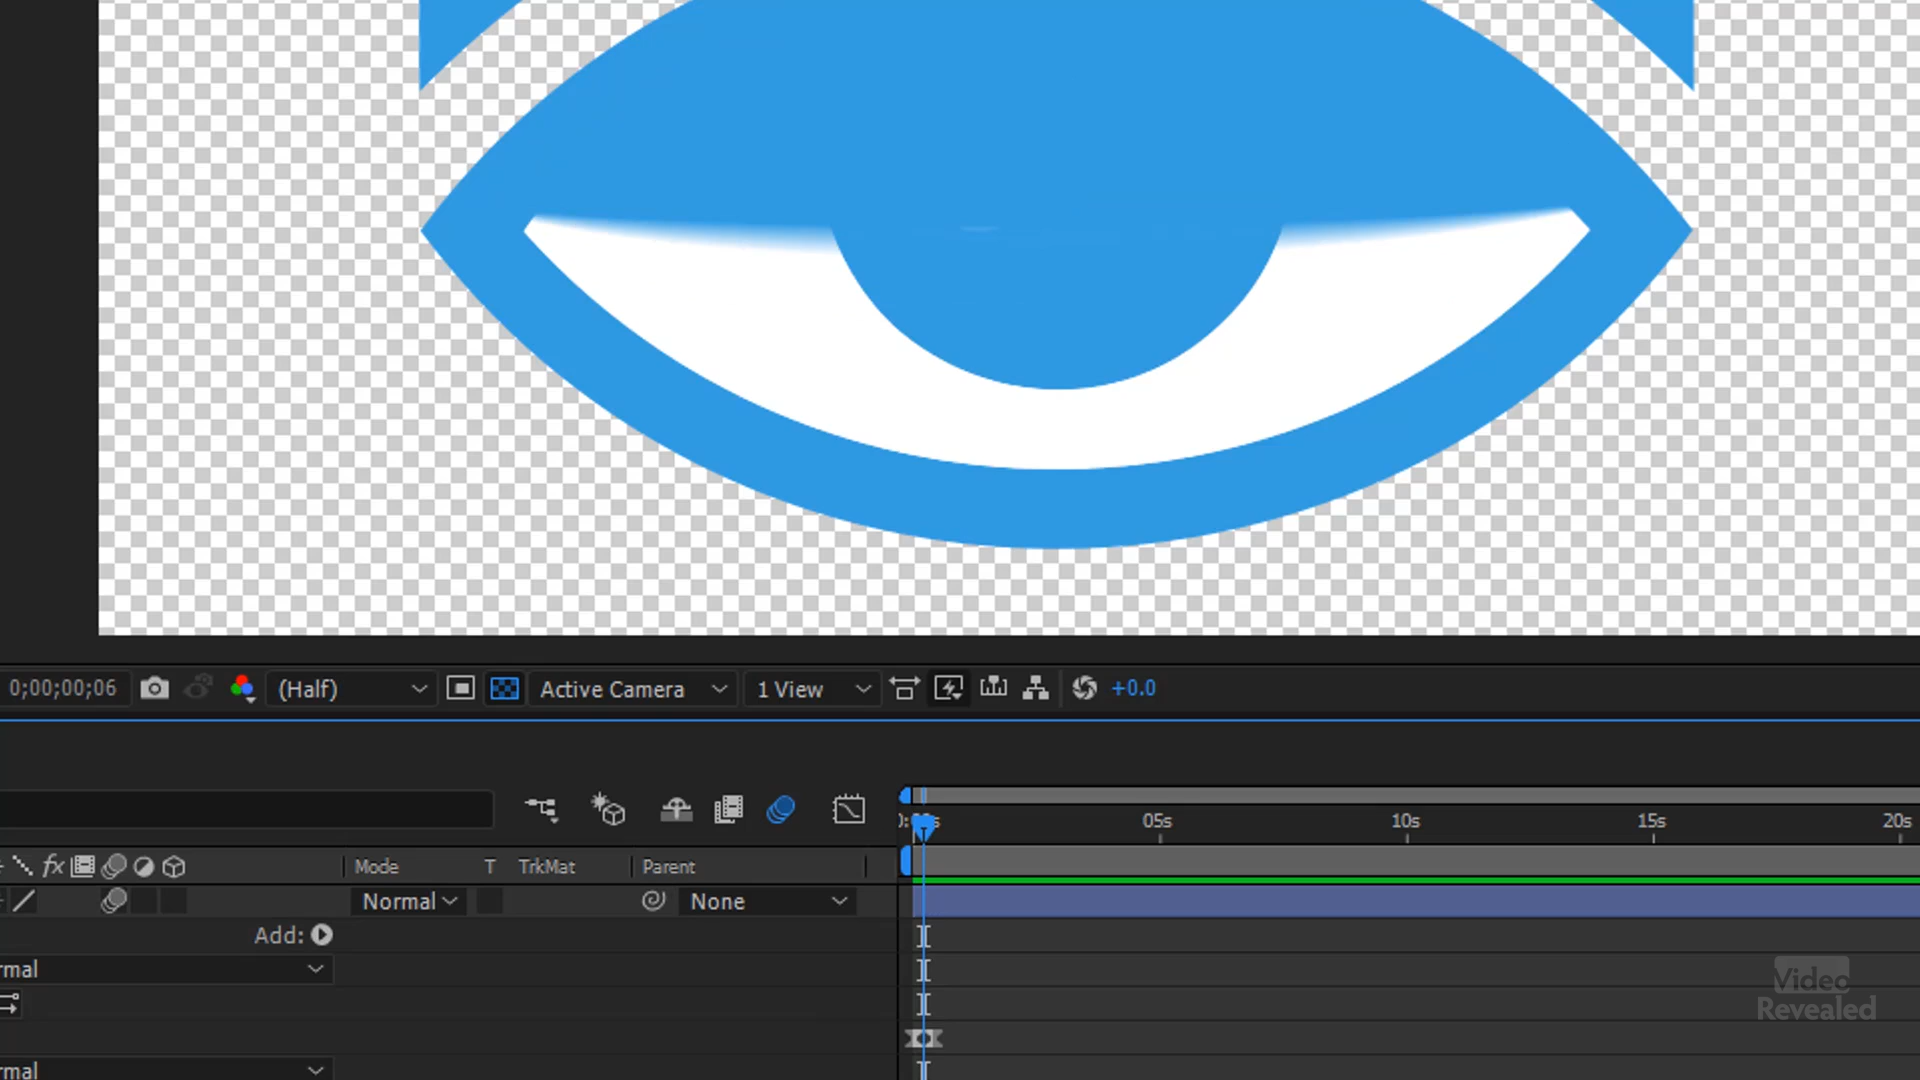 0;00;00;06 (Half) Active Camera 1 View +0.0
05s 10s 15s 20s
fx Mode T TrkMat Parent
Normal None
Add:
rmal
rmal
Video
Revealed